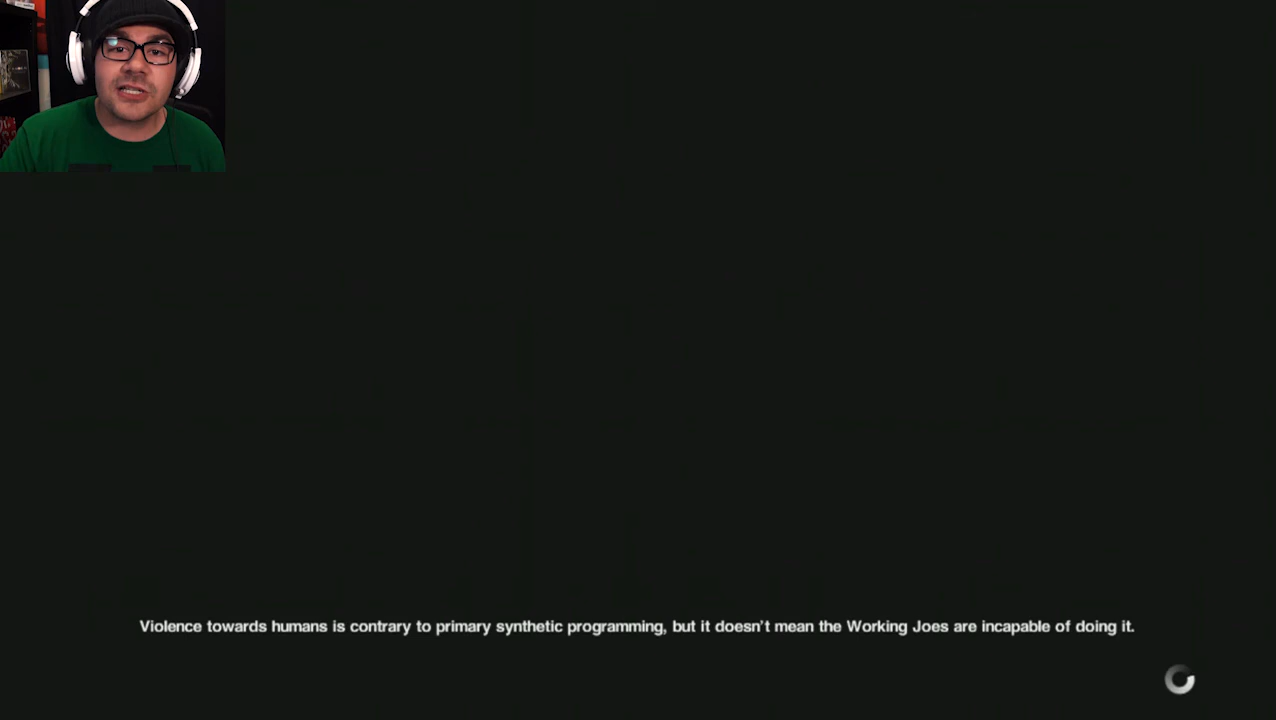 Violence towards humans is contrary to primary synthetic programming, but it doesn't mean the Working Joes are incapable of doing it.